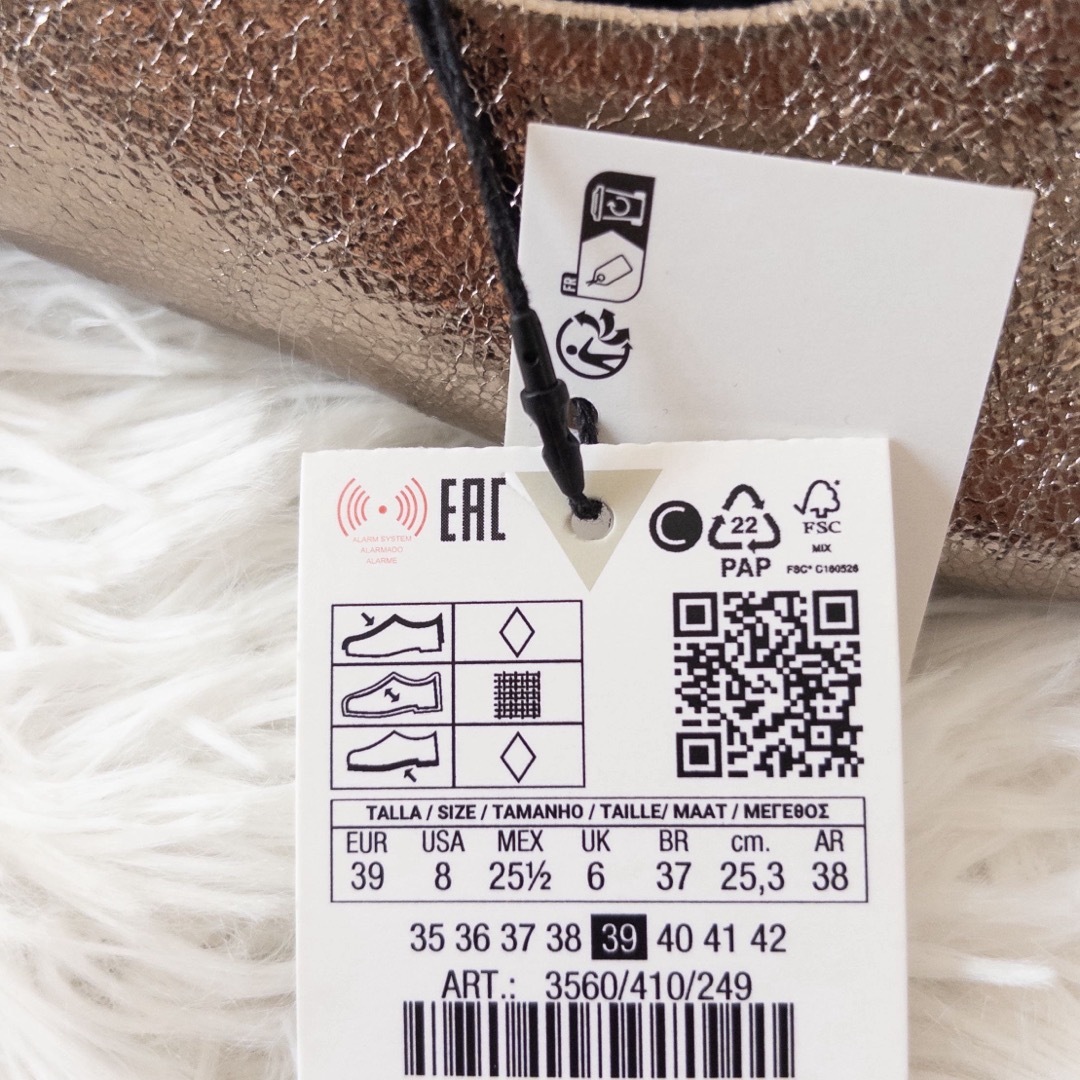 FR
ALARM SYSTEM
ALARMADO
ALARME
EAC
C
22
PAP
FSC
MIX
FSC® C160526
TALLA / SIZE / TAMANHO / TAILLE/ MAAT / ΜΕΓΕΘΟΣ
EUR USA MEX UK BR cm. AR
39 8 25½ 6 37 25,3 38
35 36 37 38 39 40 41 42
ART.: 3560/410/249